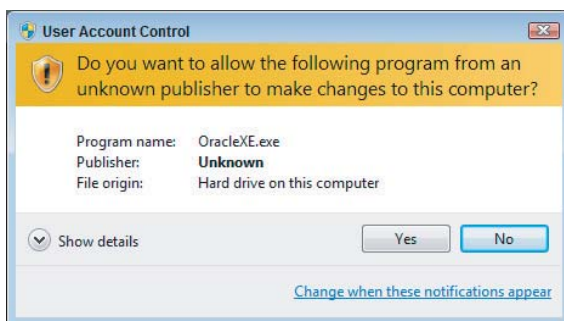 User Account Control
Do you want to allow the following program from an
unknown publisher to make changes to this computer?
Program name: OracleXE.exe
Publisher: Unknown
File origin: Hard drive on this computer
Show details Yes No
Change when these notifications appear